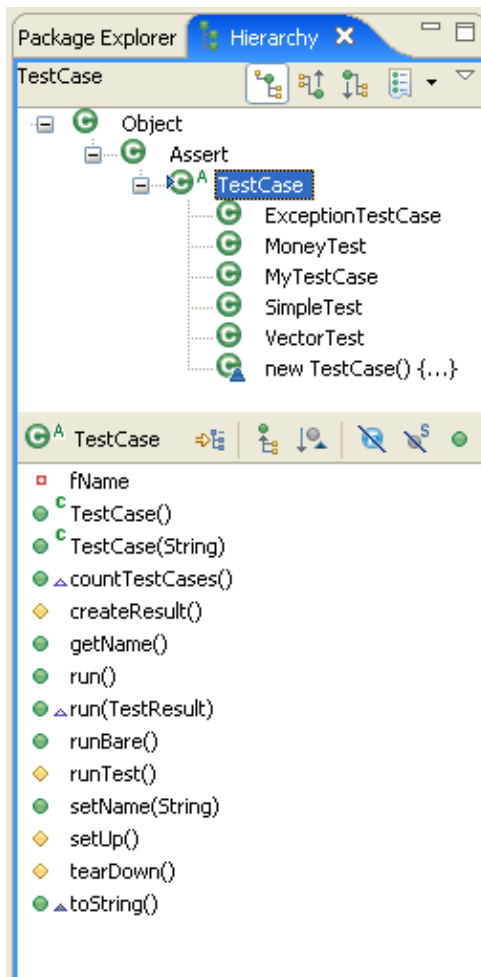 Package Explorer Hierarchy
TestCase
C Object
C Assert
C A TestCase
C ExceptionTestCase
C MoneyTest
C MyTestCase
C SimpleTest
C VectorTest
C new TestCase() {...}
C A TestCase S
fName
C TestCase()
C TestCase(String)
countTestCases()
createResult()
getName()
run()
run(TestResult)
runBare()
runTest()
setName(String)
setUp()
tearDown()
toString()